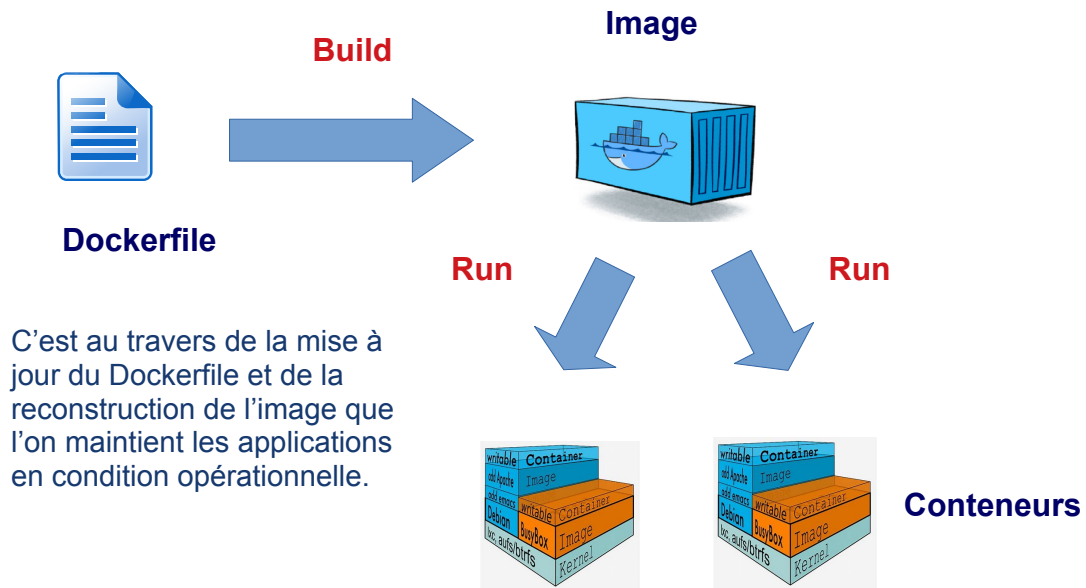 Image
Build
Dockerfile
Run
Run
C’est au travers de la mise à
jour du Dockerfile et de la
reconstruction de l’image que
l’on maintient les applications
en condition opérationnelle.
writable Container
add Apache Image
add emacs writable Container
Debian BusyBox Image
lxc, aufs/btrfs Kernel
writable Container
add Apache Image
add emacs writable Container
Debian BusyBox Image
lxc, aufs/btrfs Kernel
Conteneurs